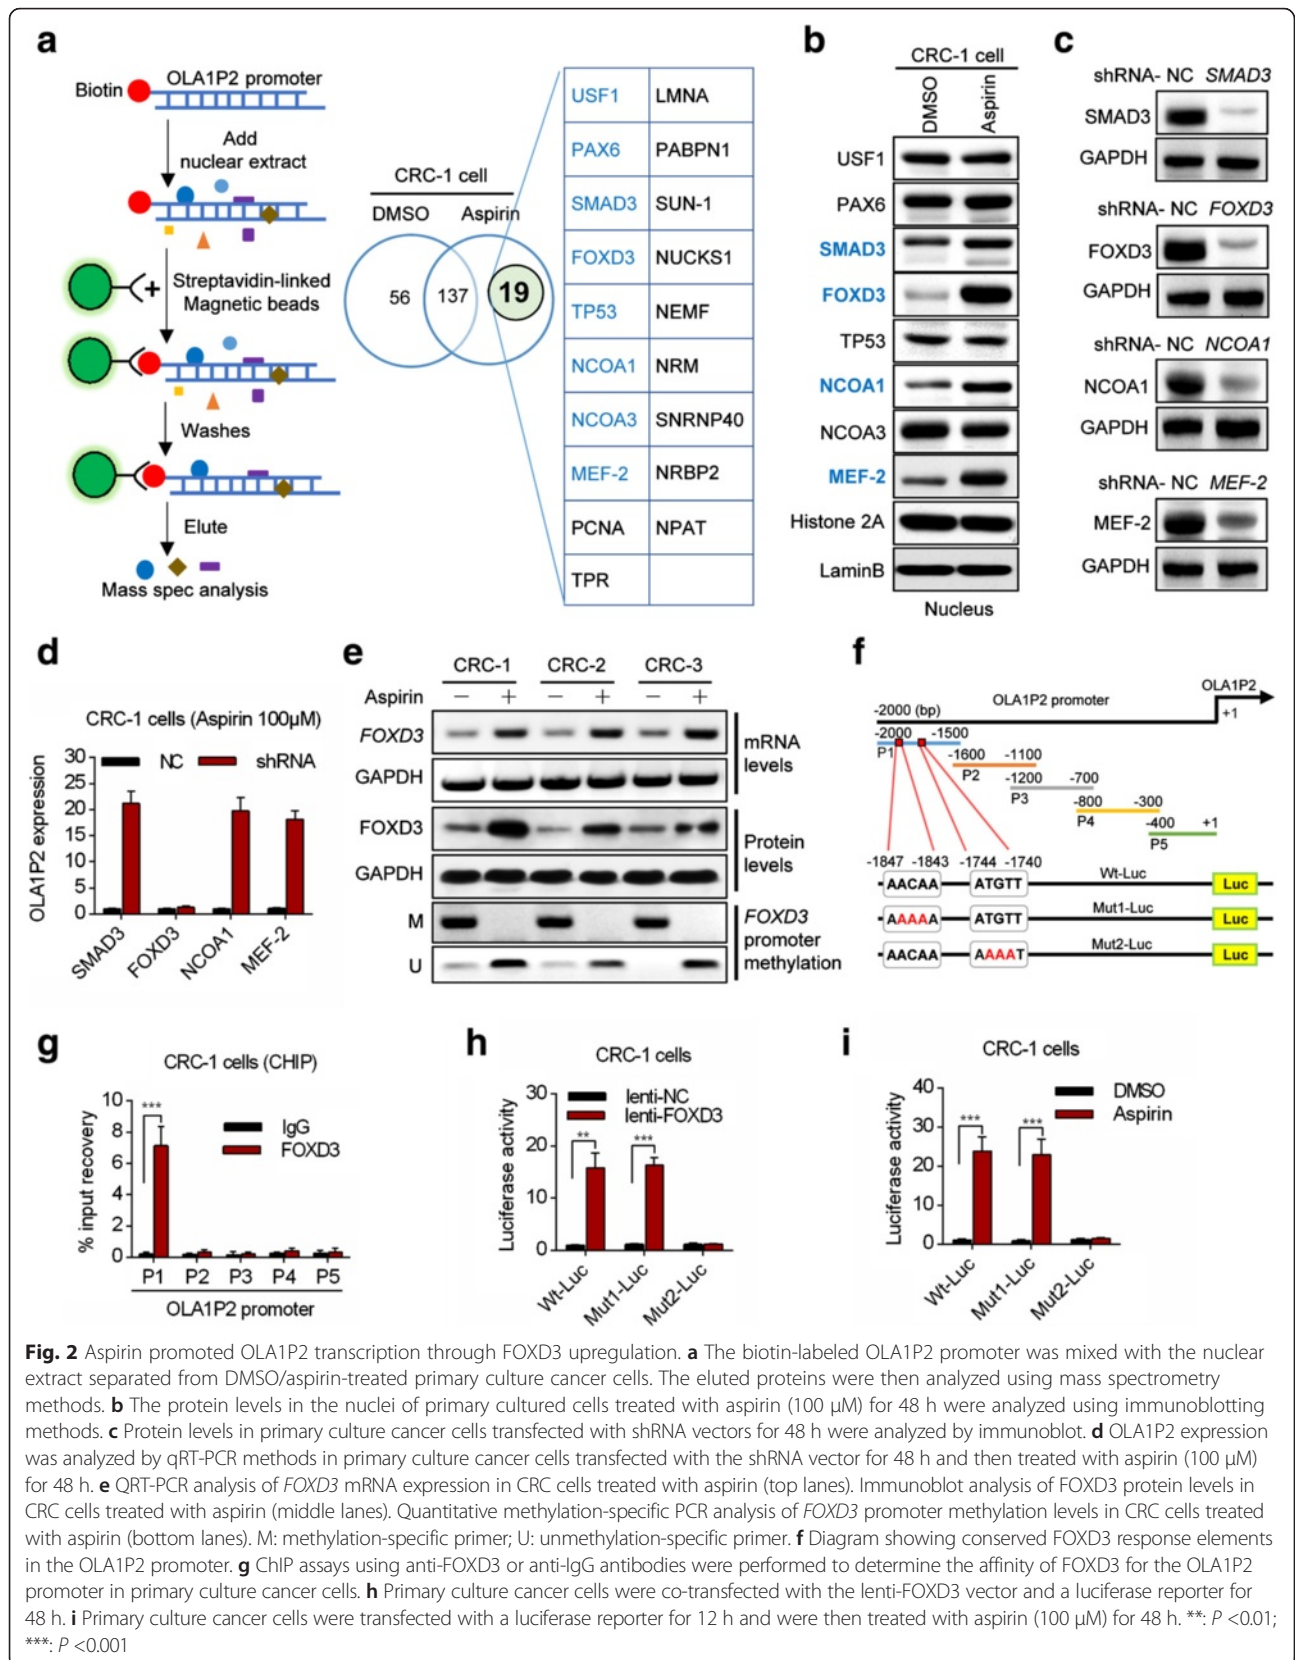 a
Biotin
OLA1P2 promoter
Add
nuclear extract
Streptavidin-linked
Magnetic beads
+
Washes
Elute
Mass spec analysis
CRC-1 cell
DMSO Aspirin
56 137 19
USF1 LMNA
PAX6 PABPN1
SMAD3 SUN-1
FOXD3 NUCKS1
TP53 NEMF
NCOA1 NRM
NCOA3 SNRNP40
MEF-2 NRBP2
PCNA NPAT
TPR
b
CRC-1 cell
DMSO Aspirin
USF1
PAX6
SMAD3
FOXD3
TP53
NCOA1
NCOA3
MEF-2
Histone 2A
LaminB
Nucleus
c
shRNA- NC SMAD3
SMAD3
GAPDH
shRNA- NC FOXD3
FOXD3
GAPDH
shRNA- NC NCOA1
NCOA1
GAPDH
shRNA- NC MEF-2
MEF-2
GAPDH
d
CRC-1 cells (Aspirin 100µM)
OLA1P2 expression
30
25
20
15
10
5
0
NC shRNA
SMAD3 FOXD3 NCOA1 MEF-2
e
CRC-1 CRC-2 CRC-3
Aspirin − + − + − +
FOXD3
GAPDH
mRNA
levels
FOXD3
GAPDH
Protein
levels
M
U
FOXD3
promoter
methylation
f
OLA1P2
-2000 (bp) OLA1P2 promoter +1
-2000 -1500
P1
-1600 -1100
P2
-1200 -700
P3
-800 -300
P4
-400 +1
P5
-1847 -1843 -1744 -1740
AACAA ATGTT Wt-Luc Luc
AAAAA ATGTT Mut1-Luc Luc
AACAA AAAAT Mut2-Luc Luc
g
CRC-1 cells (CHIP)
% input recovery
10
8
6
4
2
0
***
IgG
FOXD3
P1 P2 P3 P4 P5
OLA1P2 promoter
h
CRC-1 cells
Luciferase activity
30
20
10
0
lenti-NC
lenti-FOXD3
** ***
Wt-Luc Mut1-Luc Mut2-Luc
i
CRC-1 cells
Luciferase activity
40
30
20
10
0
DMSO
Aspirin
*** ***
Wt-Luc Mut1-Luc Mut2-Luc
Fig. 2 Aspirin promoted OLA1P2 transcription through FOXD3 upregulation. a The biotin-labeled OLA1P2 promoter was mixed with the nuclear
extract separated from DMSO/aspirin-treated primary culture cancer cells. The eluted proteins were then analyzed using mass spectrometry
methods. b The protein levels in the nuclei of primary cultured cells treated with aspirin (100 μM) for 48 h were analyzed using immunoblotting
methods. c Protein levels in primary culture cancer cells transfected with shRNA vectors for 48 h were analyzed by immunoblot. d OLA1P2 expression
was analyzed by qRT-PCR methods in primary culture cancer cells transfected with the shRNA vector for 48 h and then treated with aspirin (100 μM)
for 48 h. e QRT-PCR analysis of FOXD3 mRNA expression in CRC cells treated with aspirin (top lanes). Immunoblot analysis of FOXD3 protein levels in
CRC cells treated with aspirin (middle lanes). Quantitative methylation-specific PCR analysis of FOXD3 promoter methylation levels in CRC cells treated
with aspirin (bottom lanes). M: methylation-specific primer; U: unmethylation-specific primer. f Diagram showing conserved FOXD3 response elements
in the OLA1P2 promoter. g ChIP assays using anti-FOXD3 or anti-IgG antibodies were performed to determine the affinity of FOXD3 for the OLA1P2
promoter in primary culture cancer cells. h Primary culture cancer cells were co-transfected with the lenti-FOXD3 vector and a luciferase reporter for
48 h. i Primary culture cancer cells were transfected with a luciferase reporter for 12 h and were then treated with aspirin (100 μM) for 48 h. **: P <0.01;
***: P <0.001